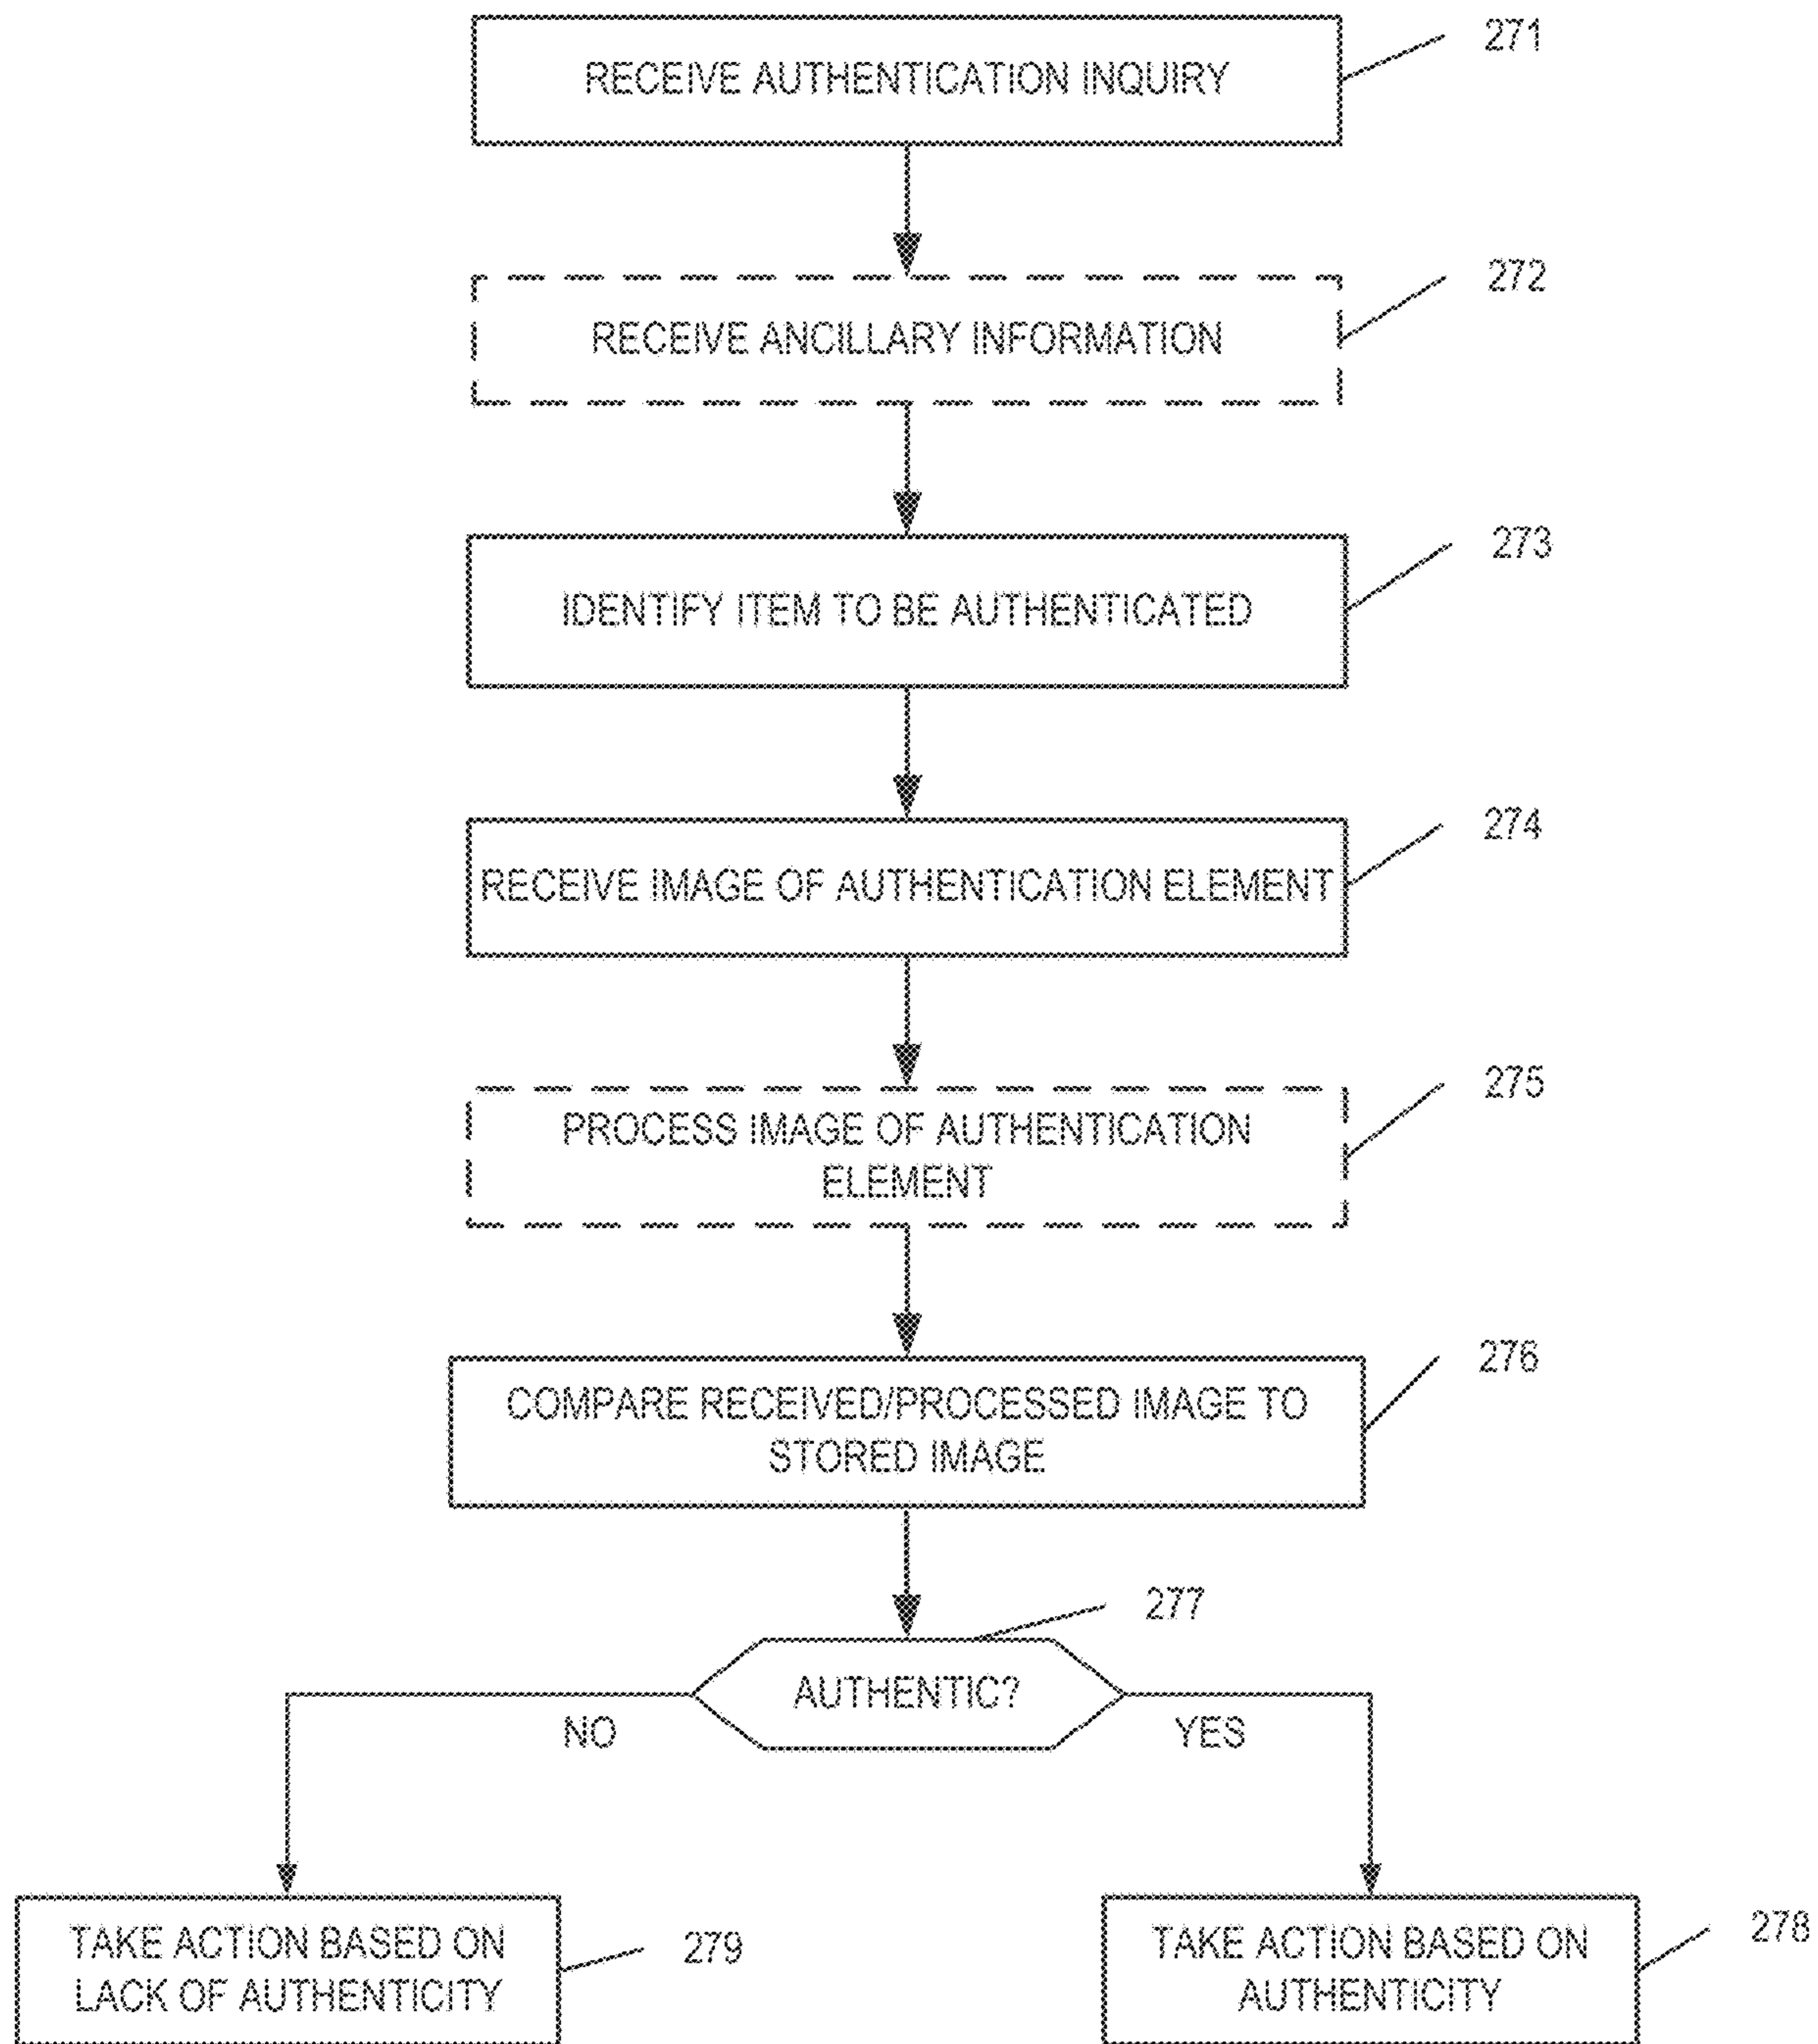 RECEIVE AUTHENTICATION INQUIRY
271
RECEIVE ANCILLARY INFORMATION
272
IDENTIFY ITEM TO BE AUTHENTICATED
273
RECEIVE IMAGE OF AUTHENTICATION ELEMENT
274
PROCESS IMAGE OF AUTHENTICATION
ELEMENT
275
COMPARE RECEIVED/PROCESSED IMAGE TO
STORED IMAGE
276
AUTHENTIC?
277
NO
YES
TAKE ACTION BASED ON
LACK OF AUTHENTICITY
279
TAKE ACTION BASED ON
AUTHENTICITY
278